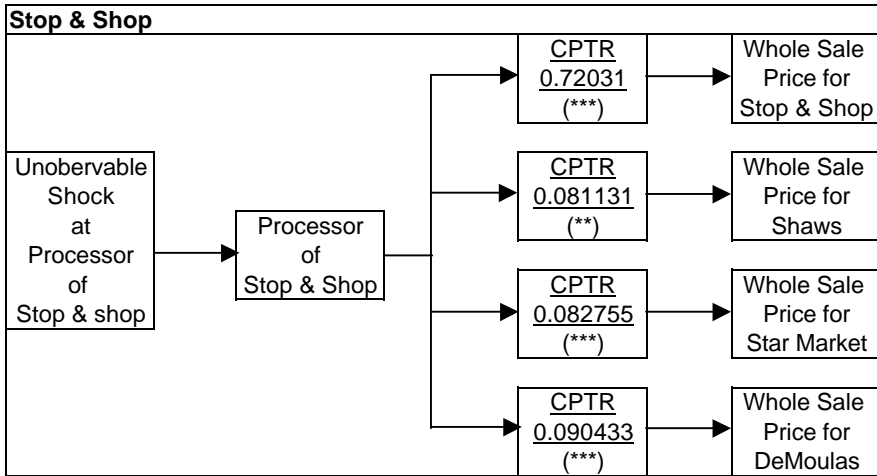 Stop & Shop
Unobervable
Shock
at
Processor
of
Stop & shop
Processor
of
Stop & Shop
CPTR
0.72031
(***)
Whole Sale
Price for
Stop & Shop
CPTR
0.081131
(**)
Whole Sale
Price for
Shaws
CPTR
0.082755
(***)
Whole Sale
Price for
Star Market
CPTR
0.090433
(***)
Whole Sale
Price for
DeMoulas